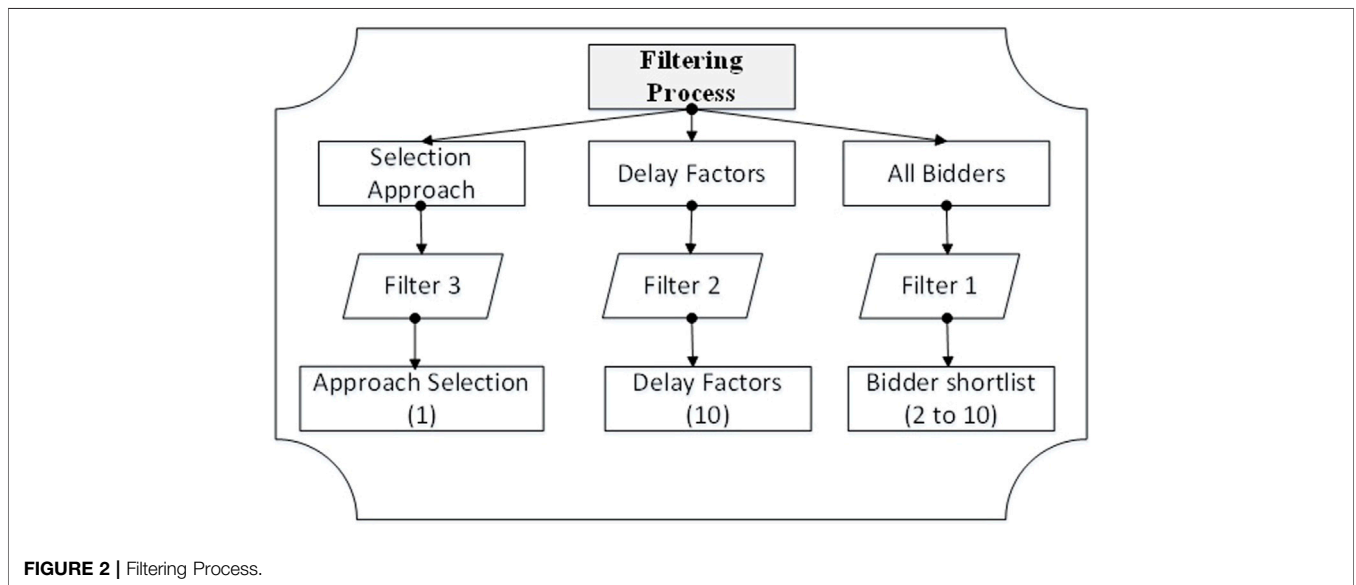 Filtering
Process
Selection
Approach
Delay Factors
All Bidders
Filter 3
Filter 2
Filter 1
Approach Selection
(1)
Delay Factors
(10)
Bidder shortlist
(2 to 10)
FIGURE 2 | Filtering Process.